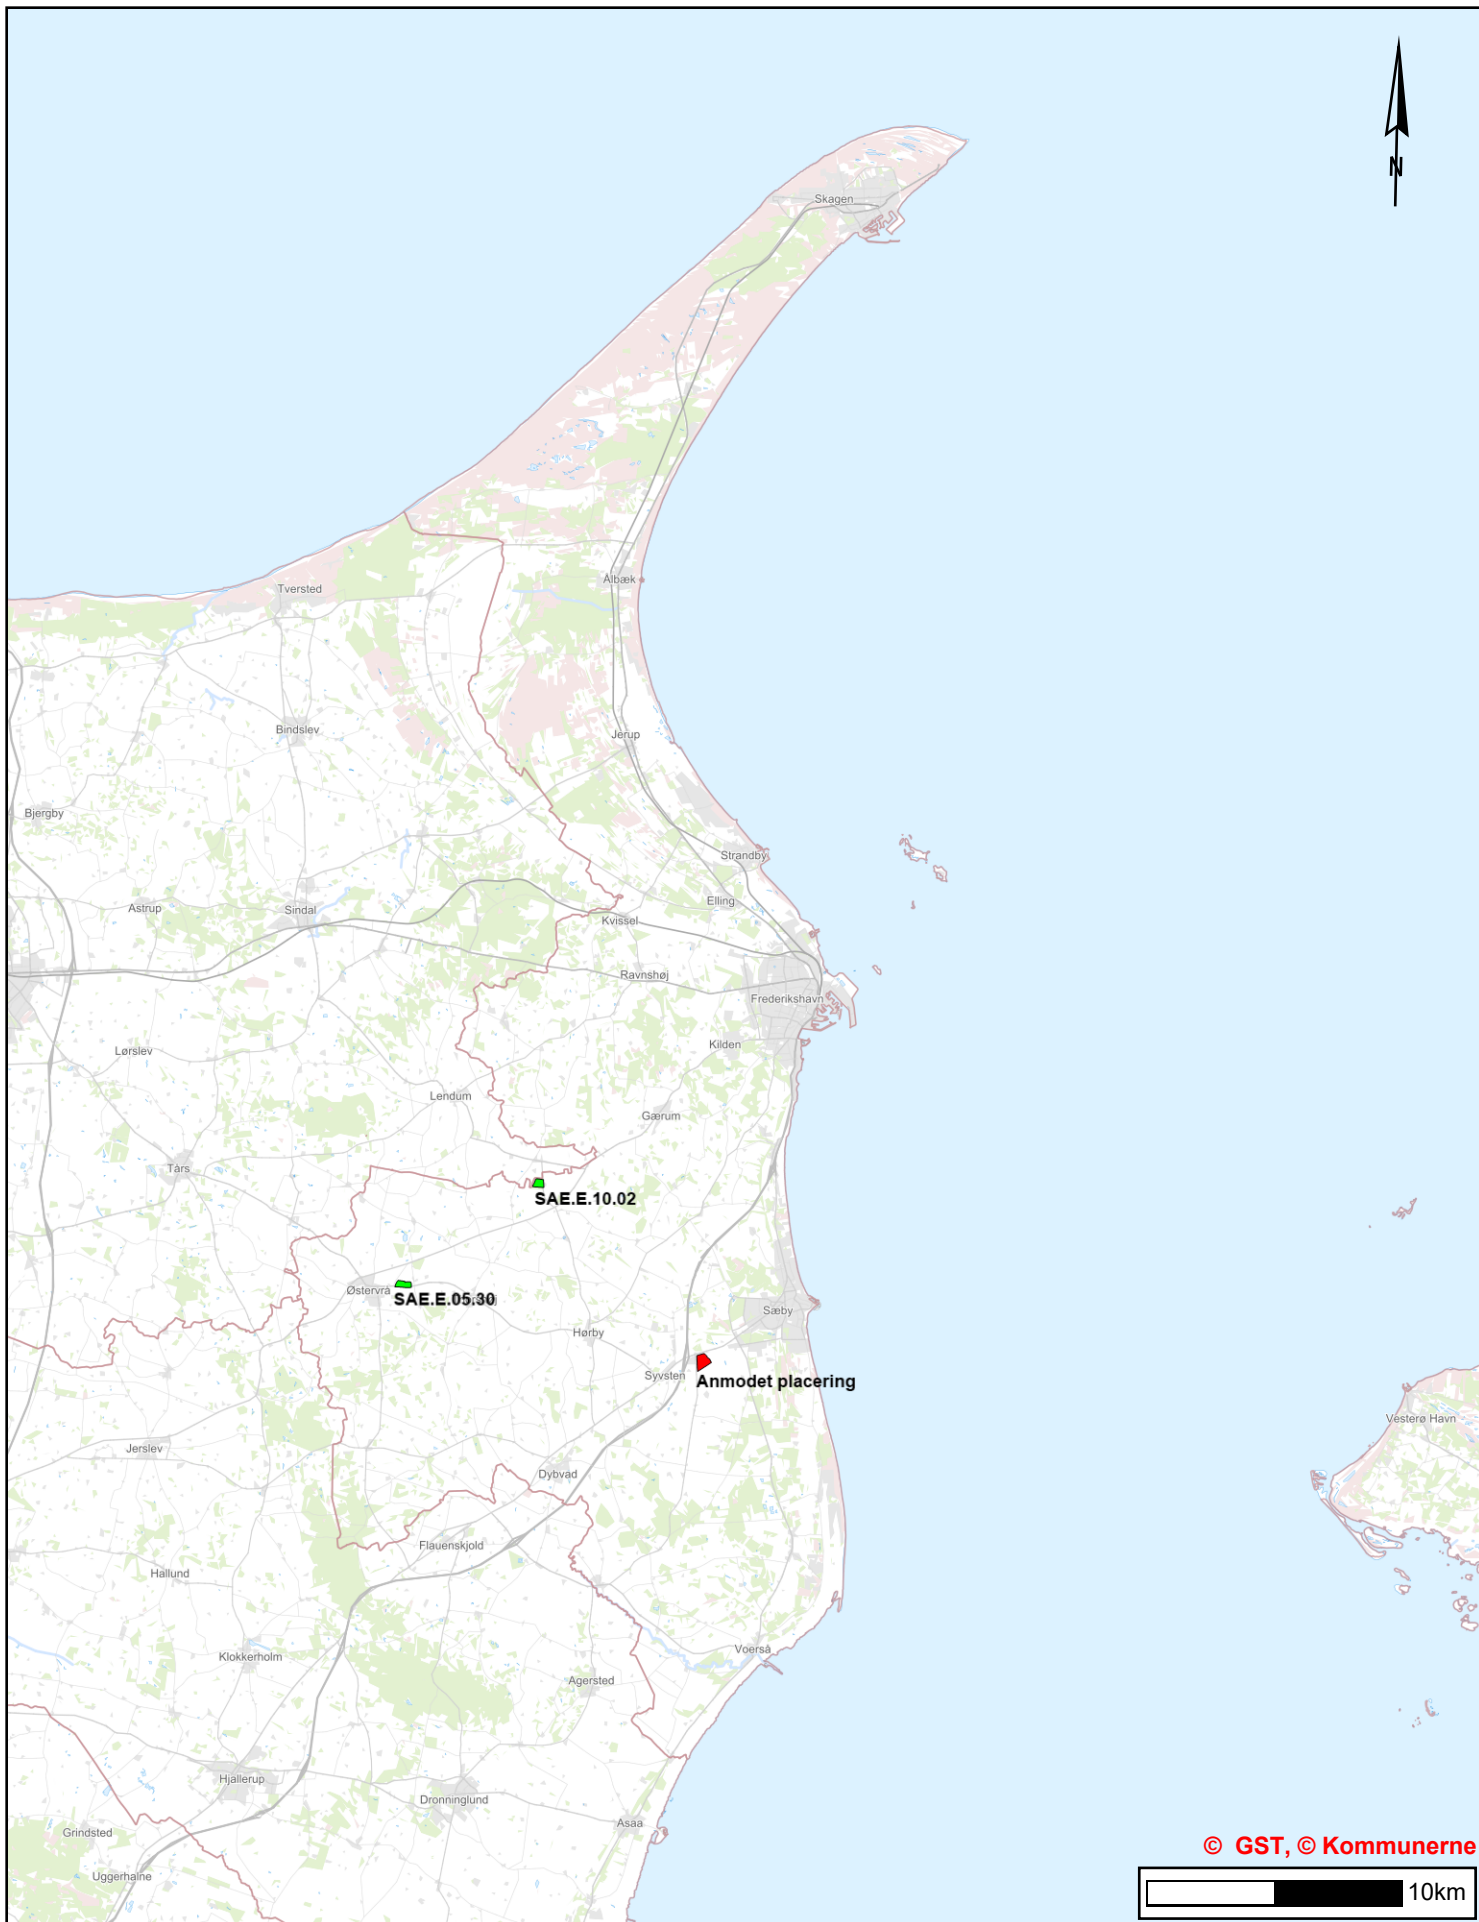 N
Skagen
Ålbæk
Tversted
Bindslev
Jerup
Bjergby
Strandby
Elling
Astrup
Sindal
Kvissel
Ravnshøj
Frederikshavn
Kilden
Lørslev
Lendum
Gærum
Tårs
SAE.E.10.02
Østervrå
SAE.E.05.30
Sæby
Hørby
Syvsten
Anmodet placering
Vesterø Havn
Jerslev
Dybvad
Flauenskjold
Hallund
Voerså
Klokkerholm
Agersted
Hjallerup
Dronninglund
Asaa
Grindsted
Uggerhalne
© GST, © Kommunerne
10km